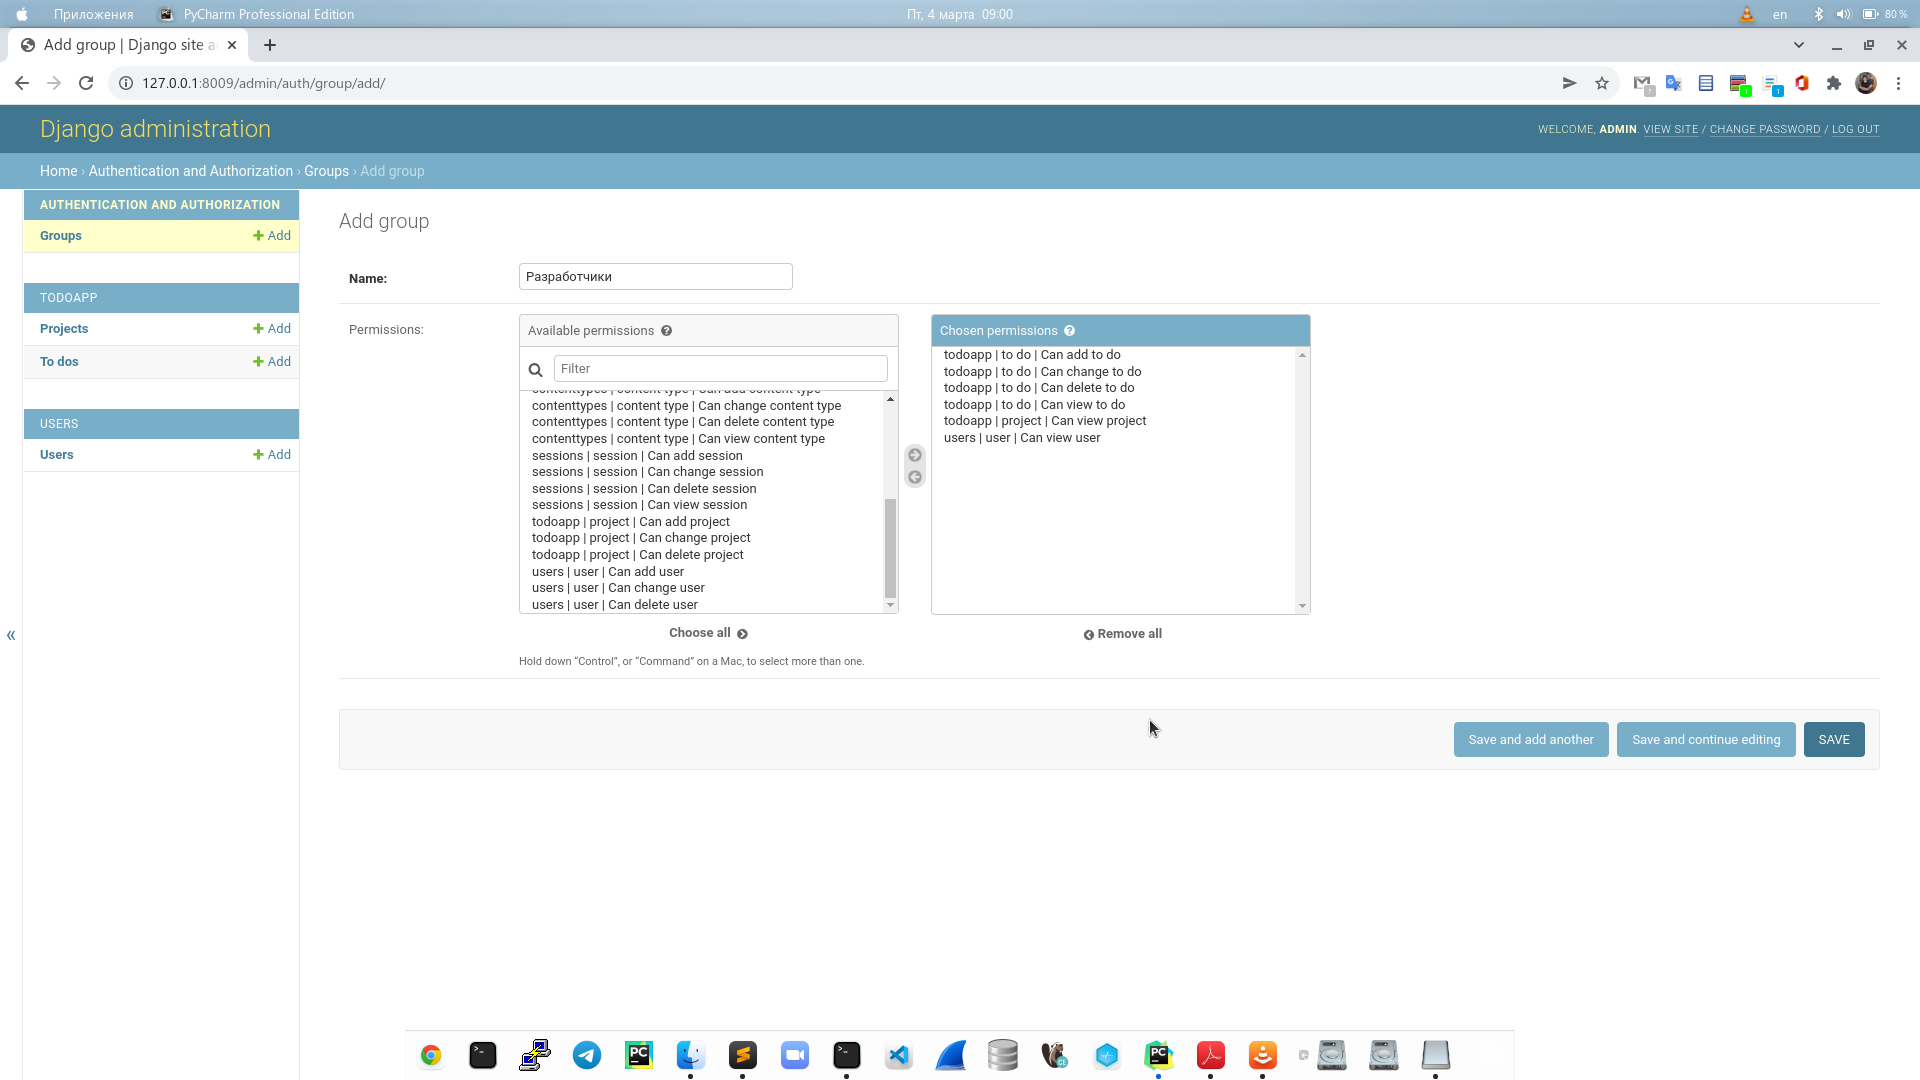 Приложения PyCharm Professional Edition Пт, 4 марта 09:00 en 80 %
Add group | Django site a
127.0.0.1:8009/admin/auth/group/add/
Django administration
WELCOME, ADMIN. VIEW SITE / CHANGE PASSWORD / LOG OUT
Home › Authentication and Authorization › Groups › Add group
AUTHENTICATION AND AUTHORIZATION
Groups + Add
TODOAPP
Projects + Add
To dos + Add
USERS
Users + Add
«
Add group
Name: Разработчики
Permissions:
Available permissions ?
Filter
contenttypes | content type | Can add content type
contenttypes | content type | Can change content type
contenttypes | content type | Can delete content type
contenttypes | content type | Can view content type
sessions | session | Can add session
sessions | session | Can change session
sessions | session | Can delete session
sessions | session | Can view session
todoapp | project | Can add project
todoapp | project | Can change project
todoapp | project | Can delete project
users | user | Can add user
users | user | Can change user
users | user | Can delete user
Choose all
Hold down “Control”, or “Command” on a Mac, to select more than one.
Chosen permissions ?
todoapp | to do | Can add to do
todoapp | to do | Can change to do
todoapp | to do | Can delete to do
todoapp | to do | Can view to do
todoapp | project | Can view project
users | user | Can view user
Remove all
Save and add another
Save and continue editing
SAVE
PC
PC